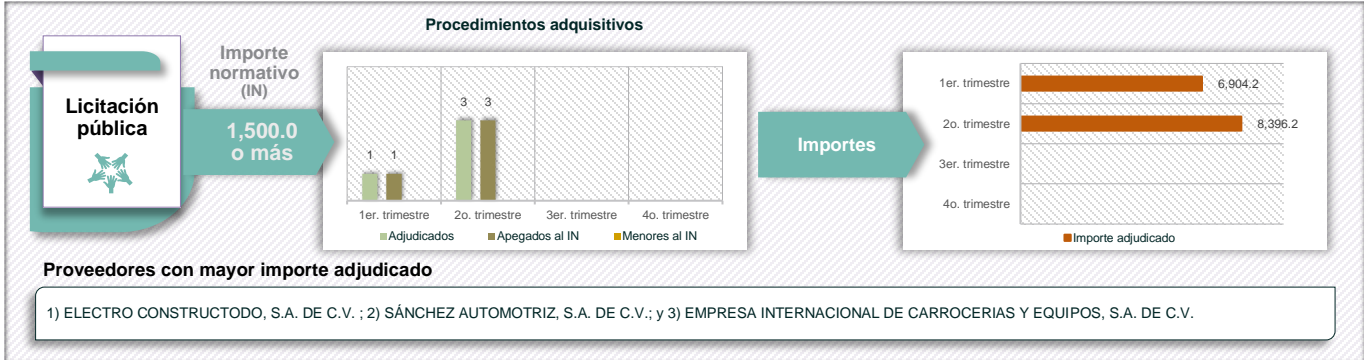 Procedimientos adquisitivos
Licitación
pública
Importe
normativo
(IN)
1,500.0
o más
3 3
1 1
1er. trimestre 2o. trimestre 3er. trimestre 4o. trimestre
Adjudicados Apegados al IN Menores al IN
Importes
1er. trimestre 6,904.2
2o. trimestre 8,396.2
3er. trimestre
4o. trimestre
Importe adjudicado
Proveedores con mayor importe adjudicado
1) ELECTRO CONSTRUCTODO, S.A. DE C.V. ; 2) SÁNCHEZ AUTOMOTRIZ, S.A. DE C.V.; y 3) EMPRESA INTERNACIONAL DE CARROCERIAS Y EQUIPOS, S.A. DE C.V.